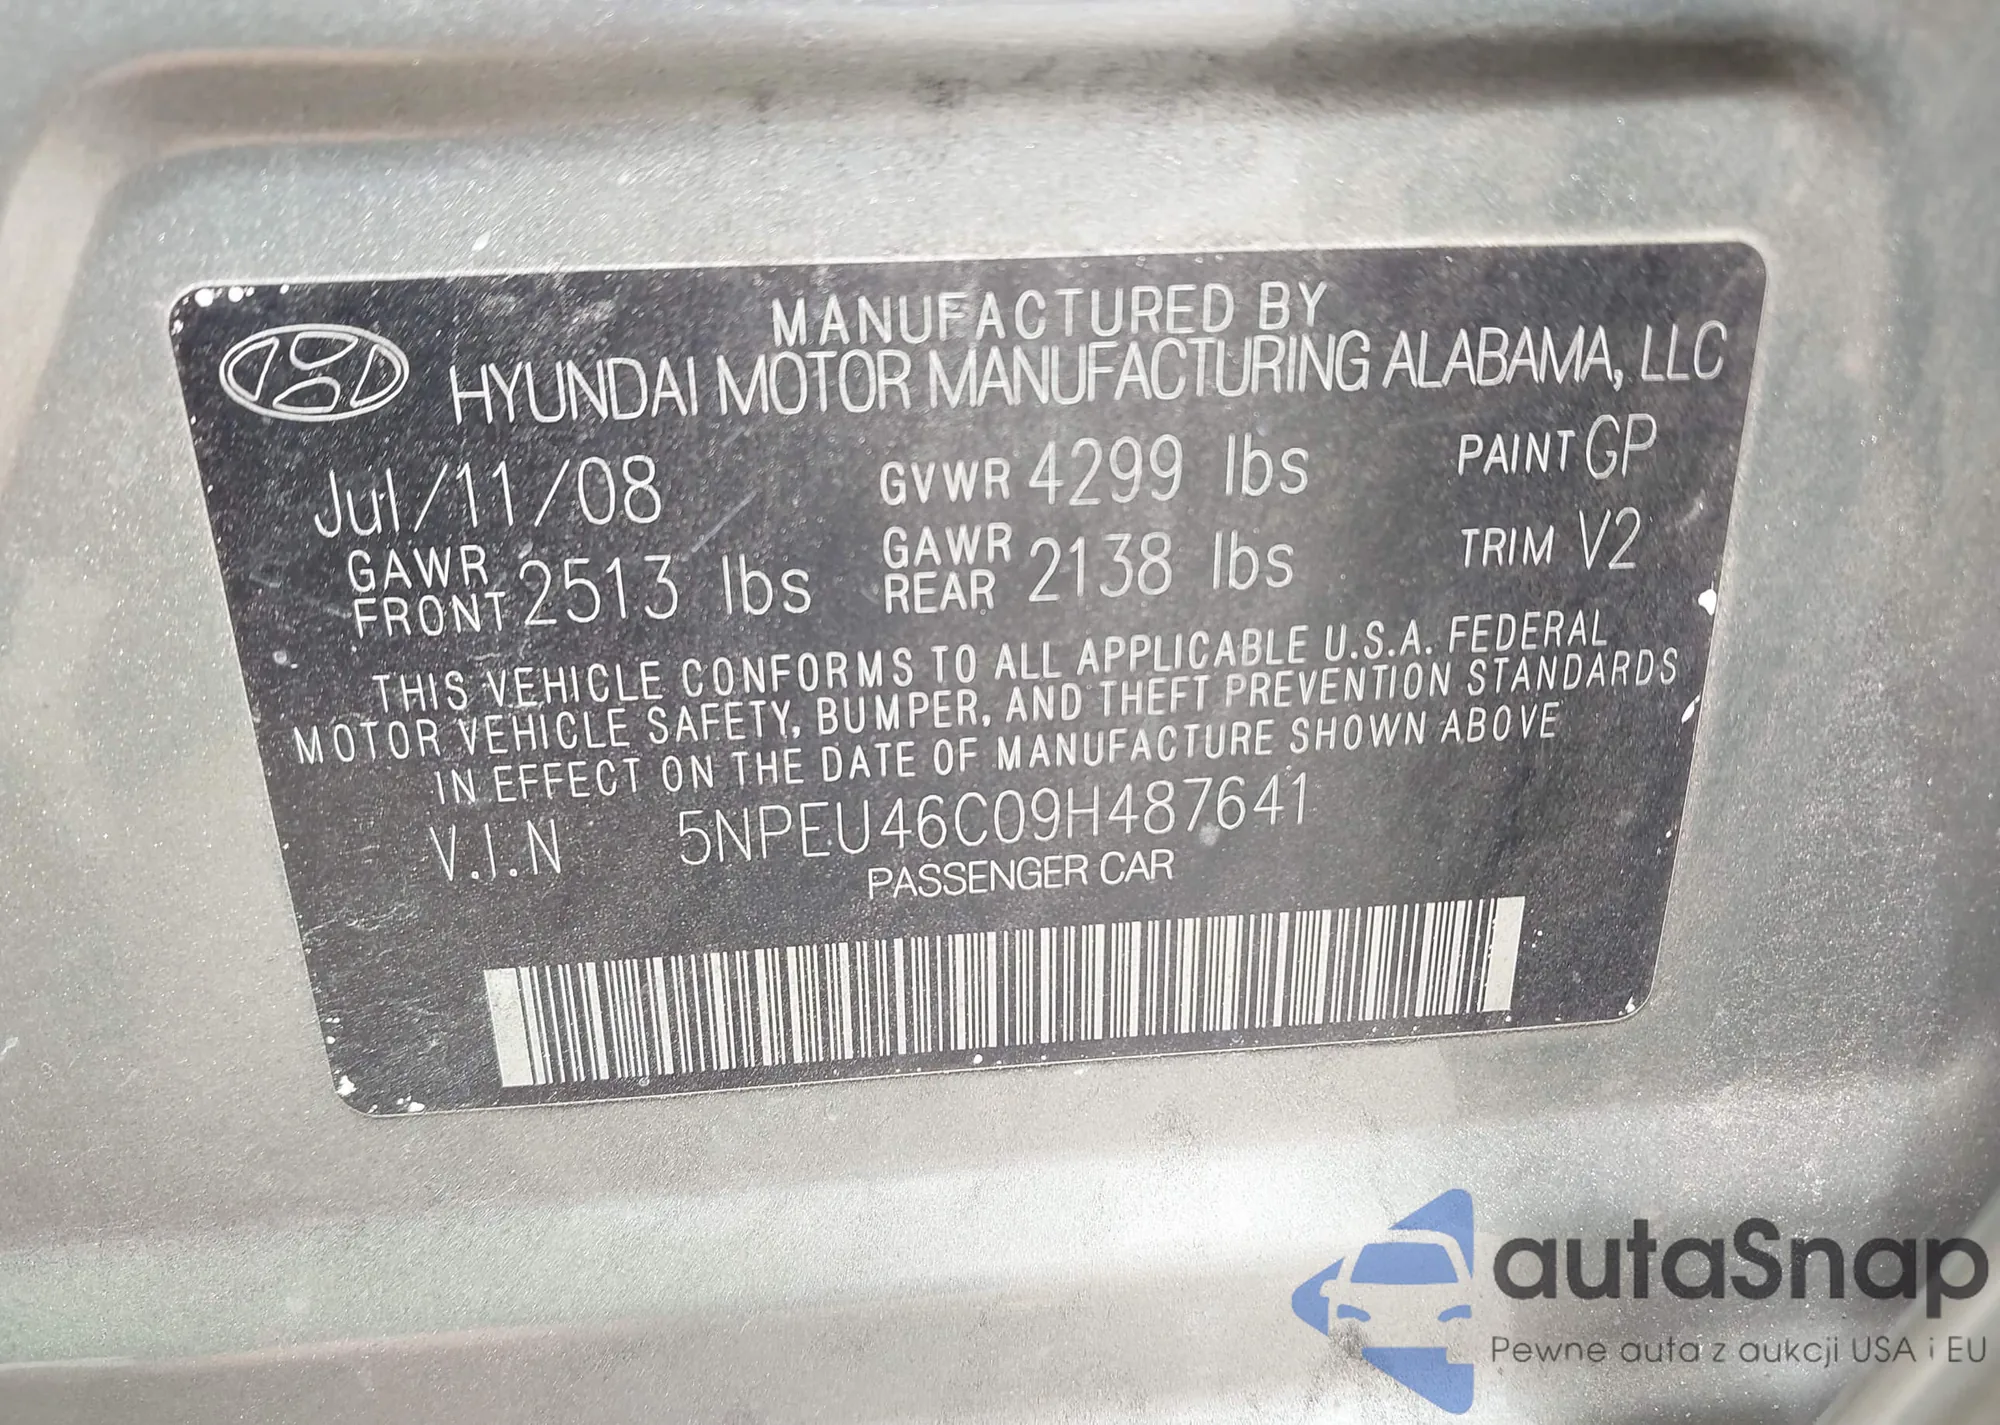 MANUFACTURED BY
HYUNDAI MOTOR MANUFACTURING ALABAMA, LLC
Jul/11/08 GVWR 4299 lbs PAINT GP
GAWR FRONT 2513 lbs GAWR REAR 2138 lbs TRIM V2
THIS VEHICLE CONFORMS TO ALL APPLICABLE U.S.A. FEDERAL
MOTOR VEHICLE SAFETY, BUMPER, AND THEFT PREVENTION STANDARDS
IN EFFECT ON THE DATE OF MANUFACTURE SHOWN ABOVE
V.I.N 5NPEU46C09H487641
PASSENGER CAR
autaSnap
Pewne auta z aukcji USA i EU